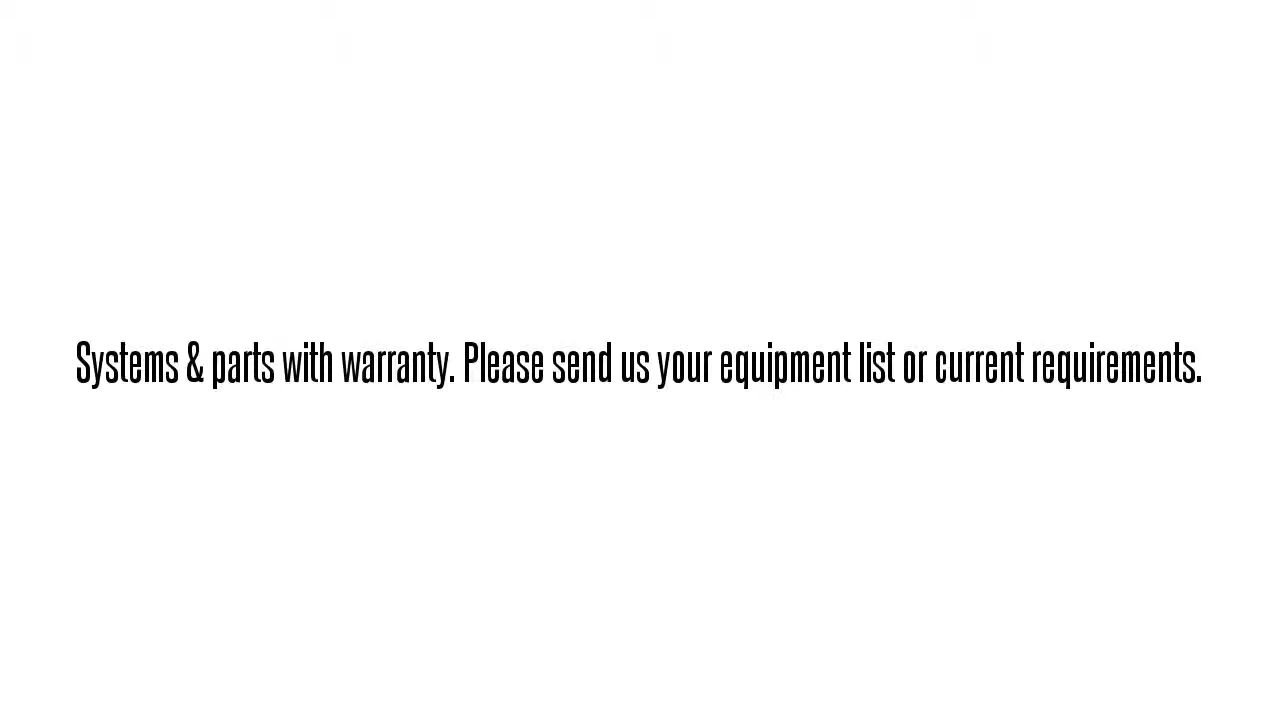 Systems & parts with warranty. Please send us your equipment list or current requirements.